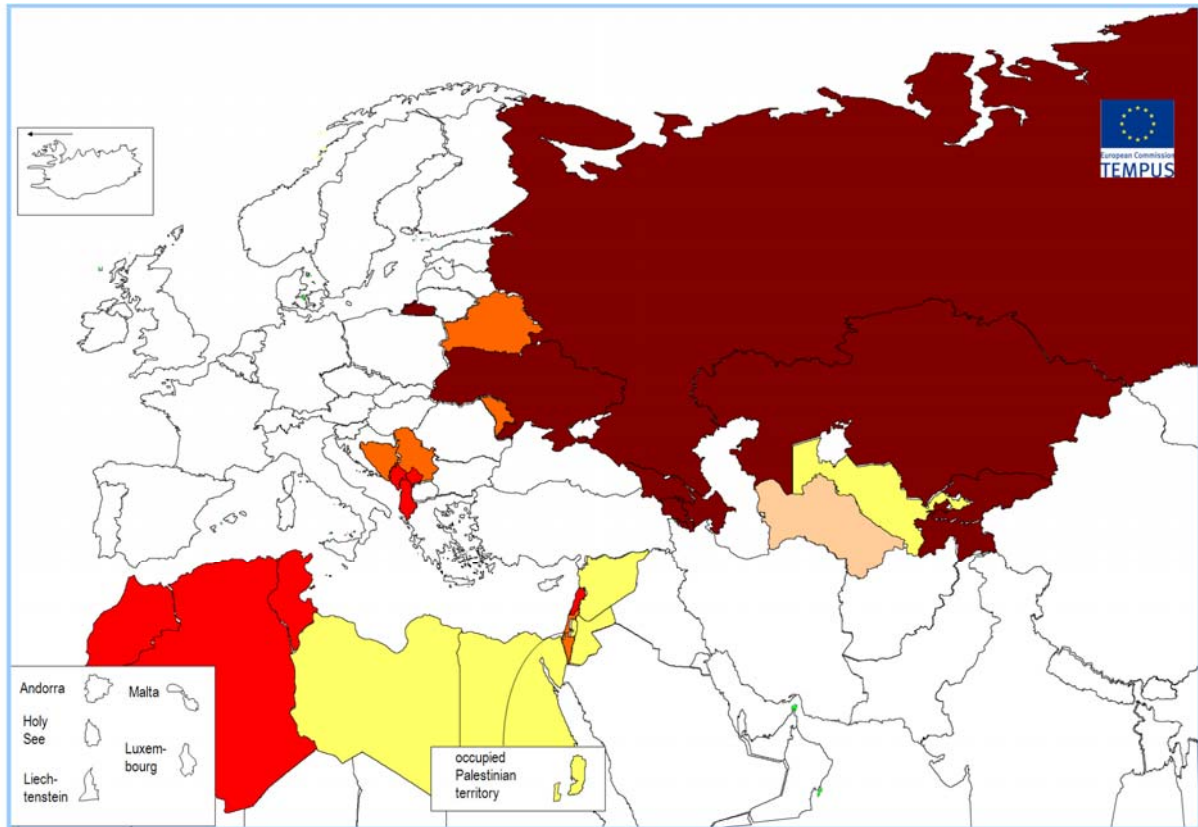 European Commission
TEMPUS
Andorra
Malta
Holy
See
Luxem-
bourg
Liech-
tenstein
occupied
Palestinian
territory